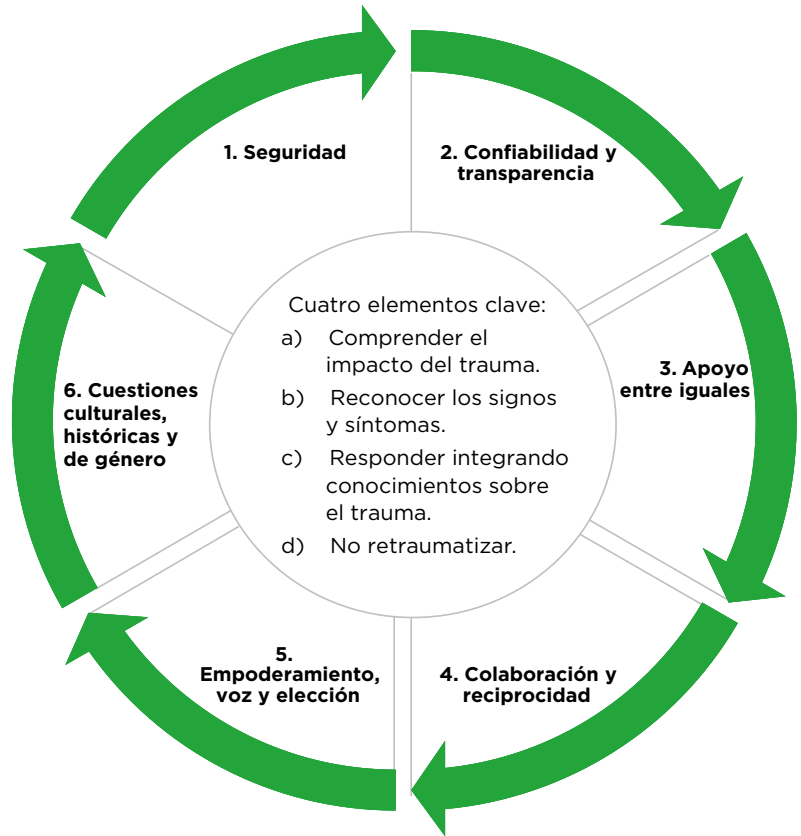 1. Seguridad
2. Confiabilidad y
transparencia
3. Apoyo
entre iguales
4. Colaboración y
reciprocidad
5.
Empoderamiento,
voz y elección
6. Cuestiones
culturales,
históricas y
de género
Cuatro elementos clave:
a) Comprender el
impacto del trauma.
b) Reconocer los signos
y síntomas.
c) Responder integrando
conocimientos sobre
el trauma.
d) No retraumatizar.